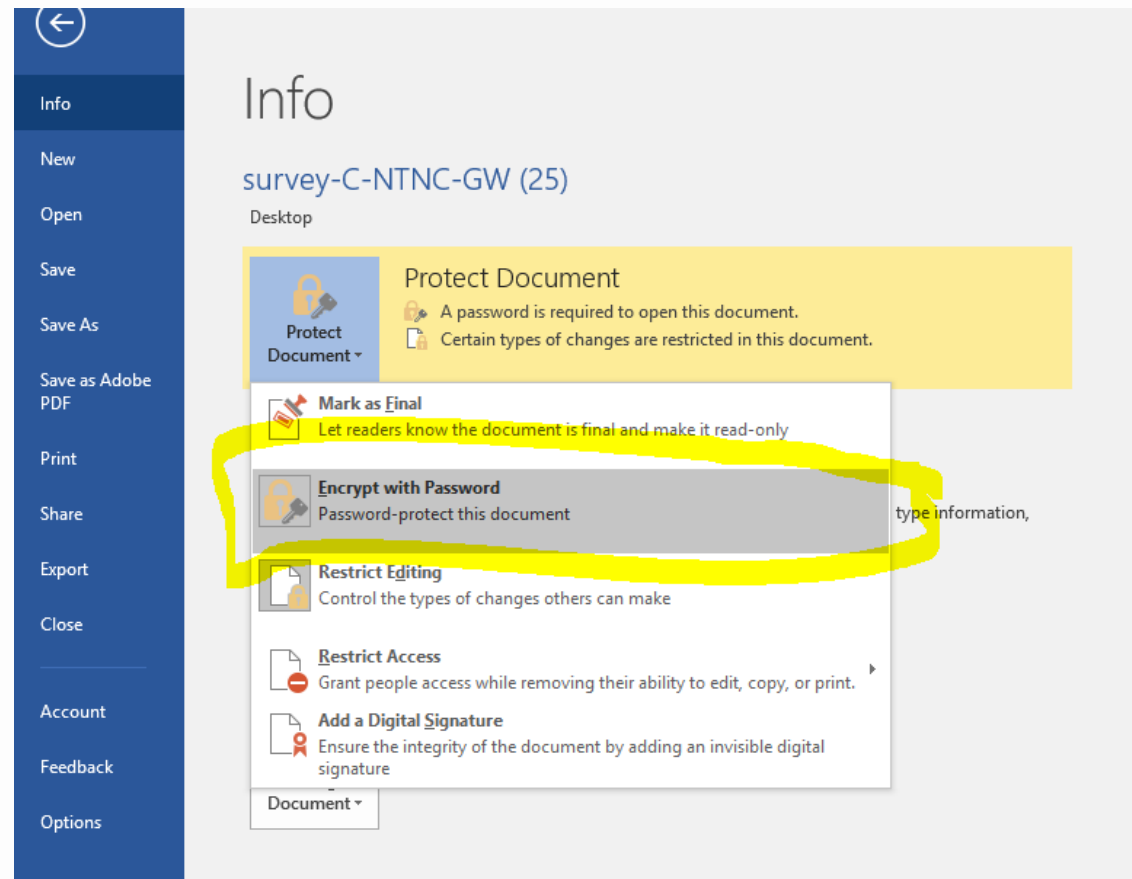 Info
New
Open
Save
Save As
Save as Adobe
PDF
Print
Share
Export
Close
Account
Feedback
Options
Info
survey-C-NTNC-GW (25)
Desktop
Protect
Document
Protect Document
A password is required to open this document.
Certain types of changes are restricted in this document.
Mark as Final
Let readers know the document is final and make it read-only
Encrypt with Password
Password-protect this document
type information,
Restrict Editing
Control the types of changes others can make
Restrict Access
Grant people access while removing their ability to edit, copy, or print.
Add a Digital Signature
Ensure the integrity of the document by adding an invisible digital
signature
Document